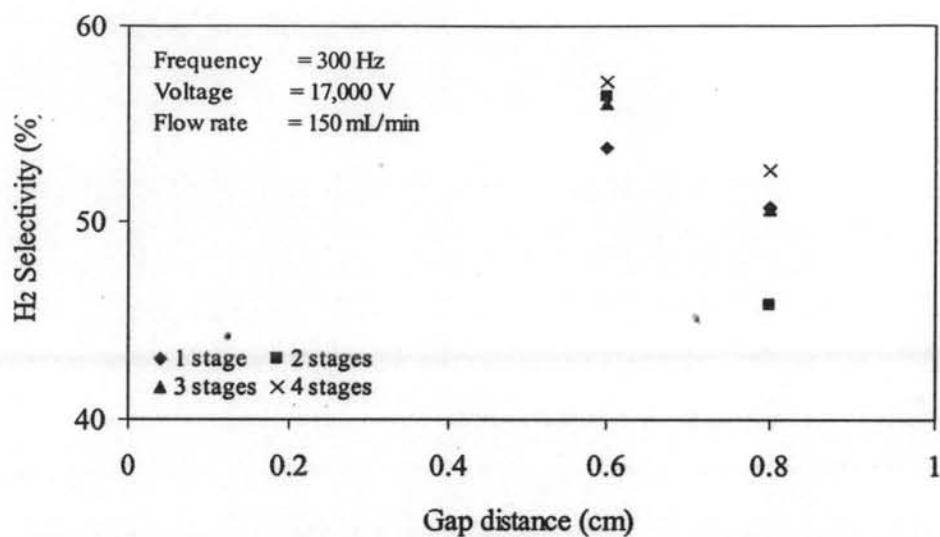 60
Frequency = 300 Hz
Voltage = 17,000 V
Flow rate = 150 mL/min
H2 Selectivity (%)
50
◆ 1 stage ■ 2 stages
▲ 3 stages × 4 stages
40
0 0.2 0.4 0.6 0.8 1
Gap distance (cm)